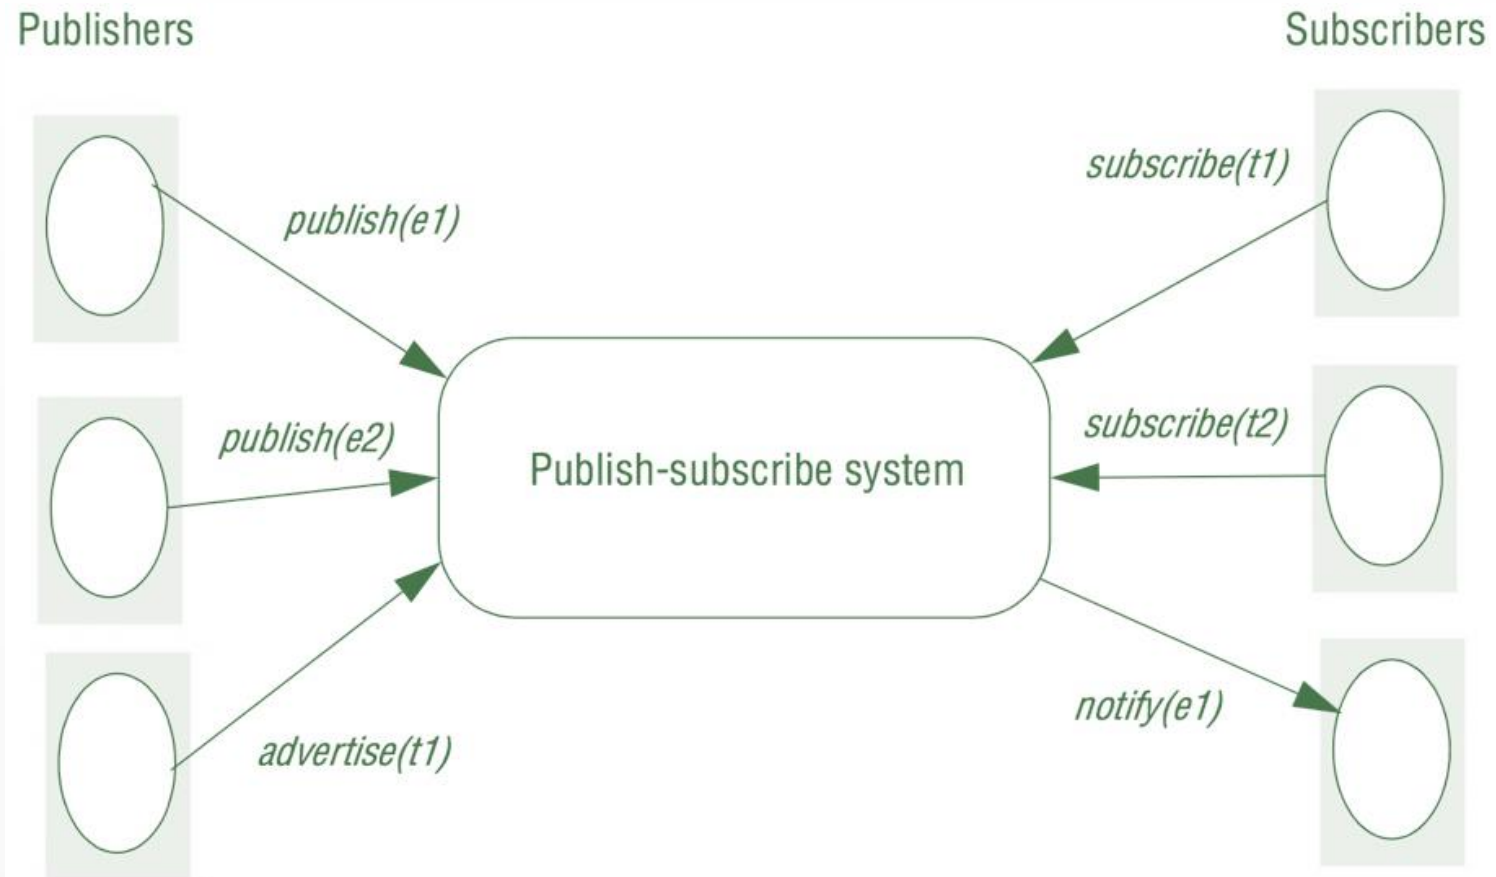 Publishers
Subscribers
publish(e1)
subscribe(t1)
publish(e2)
subscribe(t2)
Publish-subscribe system
advertise(t1)
notify(e1)